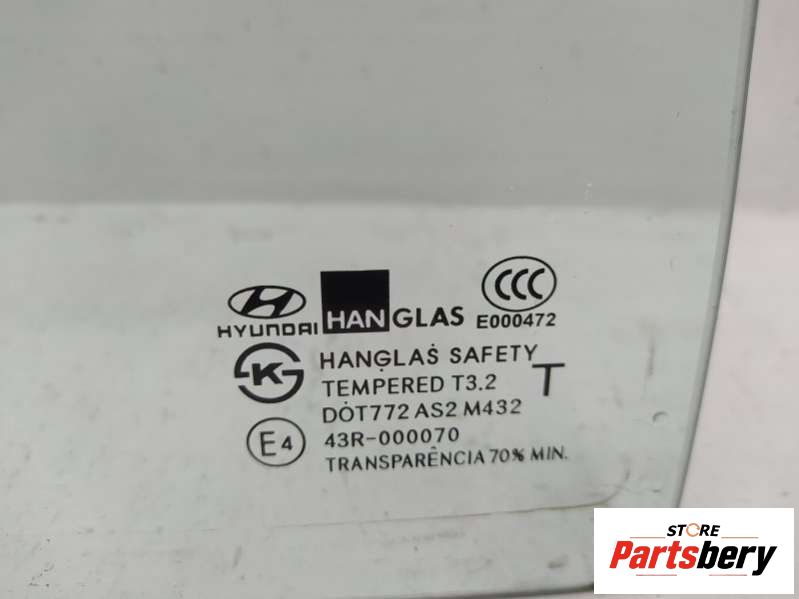 HYUNDAI HANGLAS CCC E000472
KS HANGLAS SAFETY
TEMPERED T3.2 T
DOT772 AS2 M432
E4 43R-000070
TRANSPARÊNCIA 70% MIN.
STORE
Partsbery